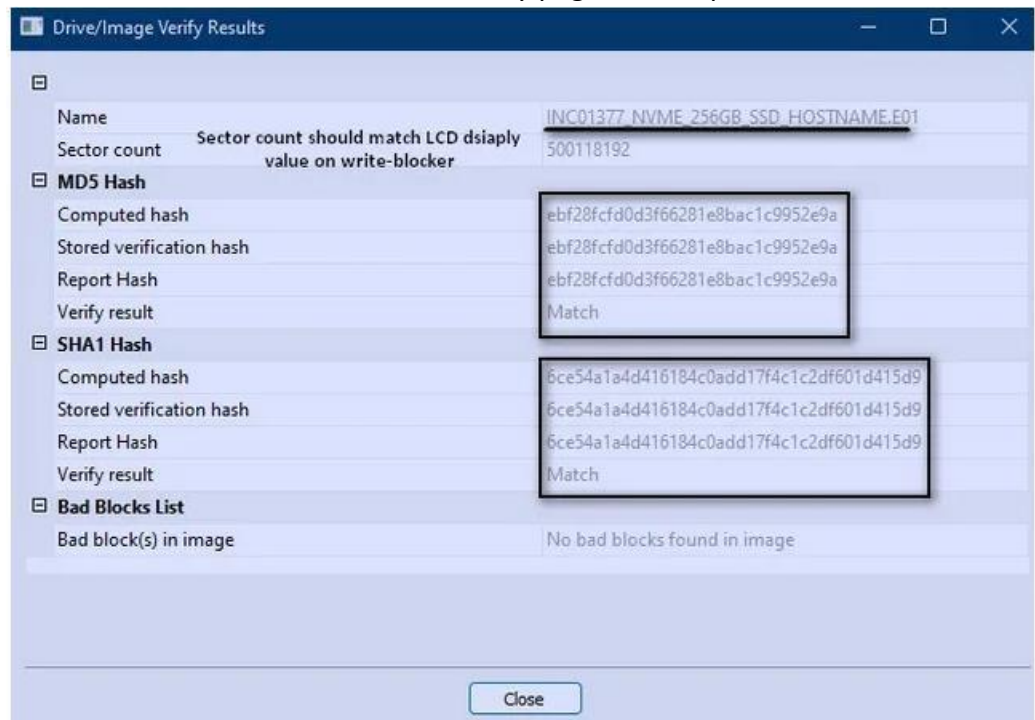 Drive/Image Verify Results
Name INC01377_NVME_256GB_SSD_HOSTNAME.E01
Sector count 500118192
Sector count should match LCD dsiaply
value on write-blocker
MD5 Hash
Computed hash ebf28fcfd0d3f66281e8bac1c9952e9a
Stored verification hash ebf28fcfd0d3f66281e8bac1c9952e9a
Report Hash ebf28fcfd0d3f66281e8bac1c9952e9a
Verify result Match
SHA1 Hash
Computed hash 6ce54a1a4d416184c0add17f4c1c2df601d415d9
Stored verification hash 6ce54a1a4d416184c0add17f4c1c2df601d415d9
Report Hash 6ce54a1a4d416184c0add17f4c1c2df601d415d9
Verify result Match
Bad Blocks List
Bad block(s) in image No bad blocks found in image
Close